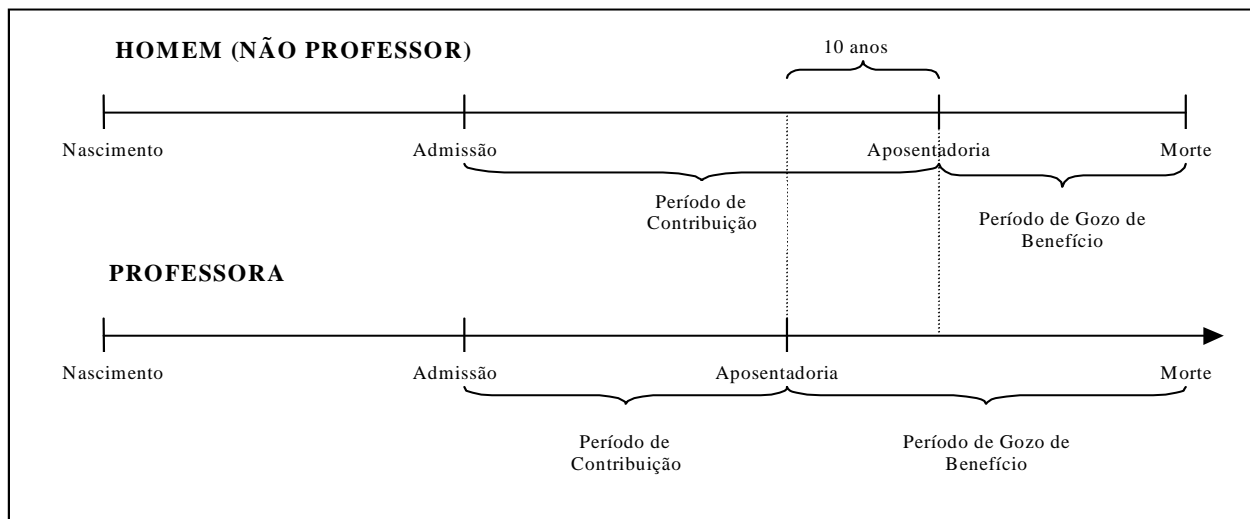 10 anos
HOMEM (NÃO PROFESSOR)
Nascimento
Admissão
Aposentadoria
Morte
Período de
Contribuição
Período de Gozo de
Benefício
PROFESSORA
Nascimento
Admissão
Aposentadoria
Morte
Período de
Contribuição
Período de Gozo de
Benefício